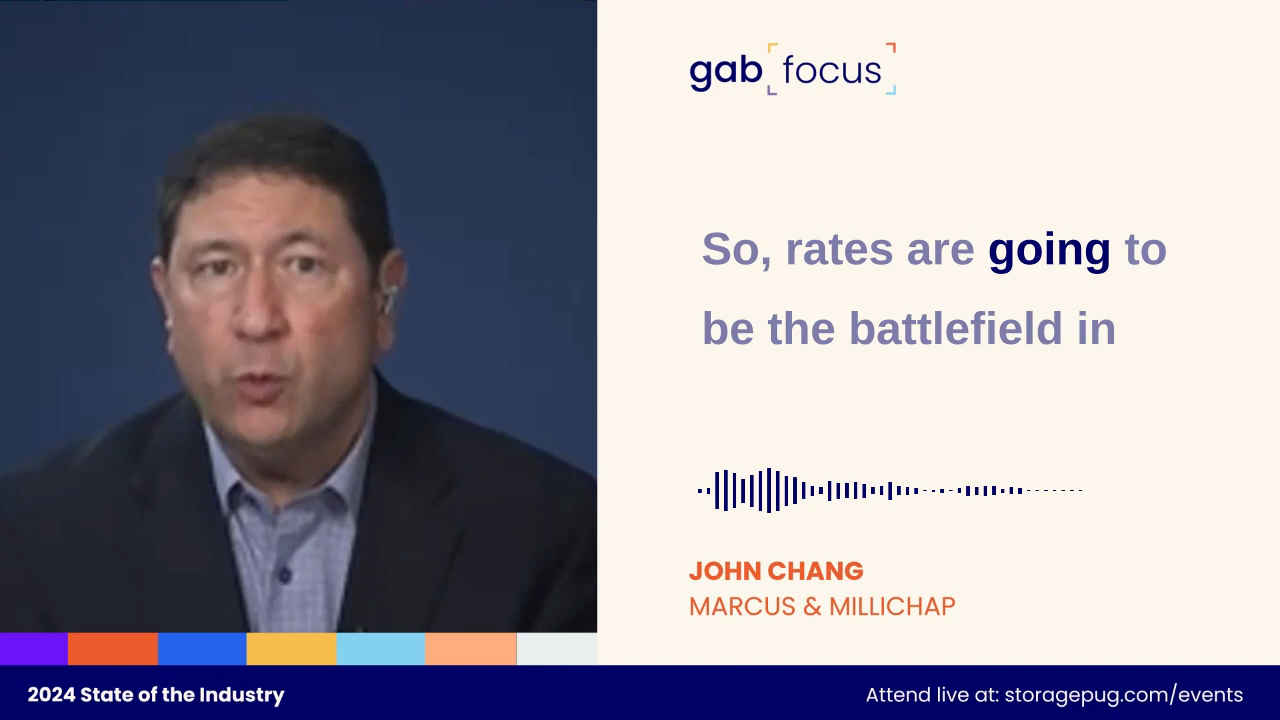 gab focus
So, rates are going to
be the battlefield in
JOHN CHANG
MARCUS & MILLICHAP
2024 State of the Industry
Attend live at: storagepug.com/events